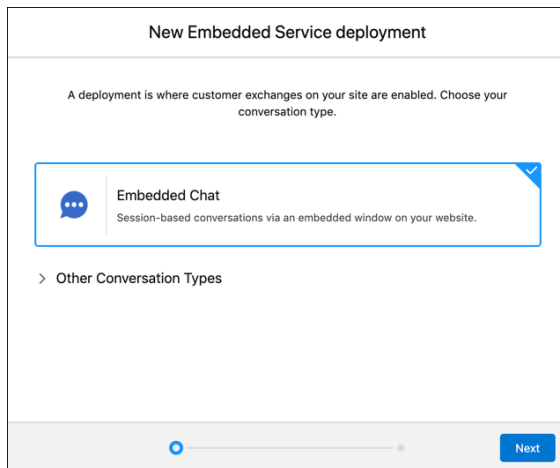 New Embedded Service deployment
A deployment is where customer exchanges on your site are enabled. Choose your
conversation type.
Embedded Chat
Session-based conversations via an embedded window on your website.
Other Conversation Types
Next